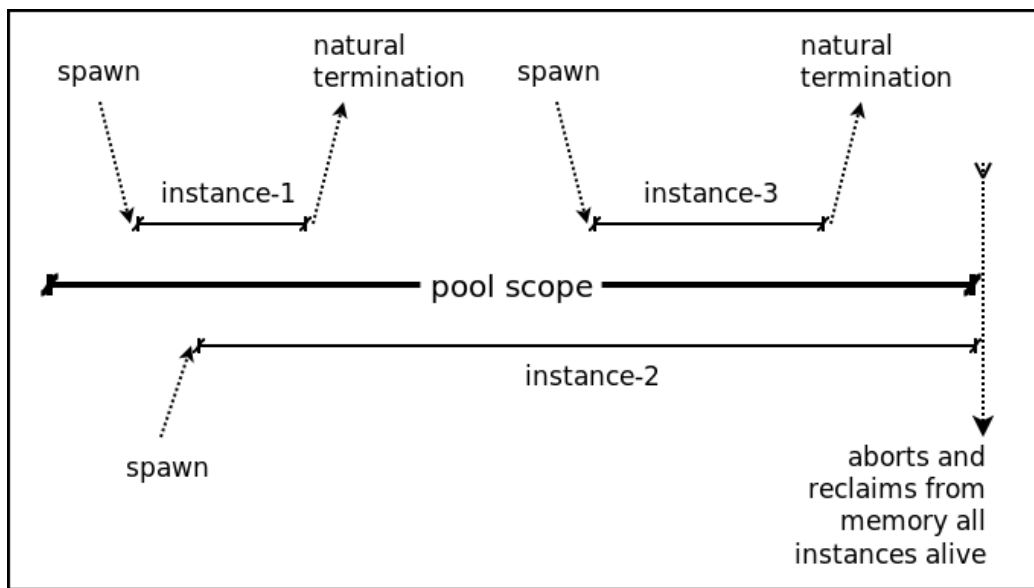 spawn
natural
termination
spawn
natural
termination
instance-1
instance-3
pool scope
instance-2
spawn
aborts and
reclaims from
memory all
instances alive